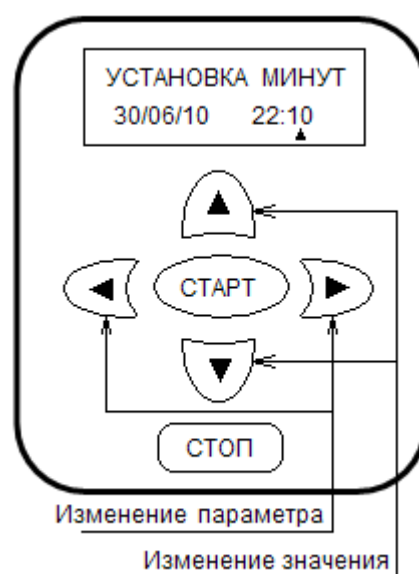 УСТАНОВКА МИНУТ
30/06/10 22:10
СТАРТ
СТОП
Изменение параметра
Изменение значения